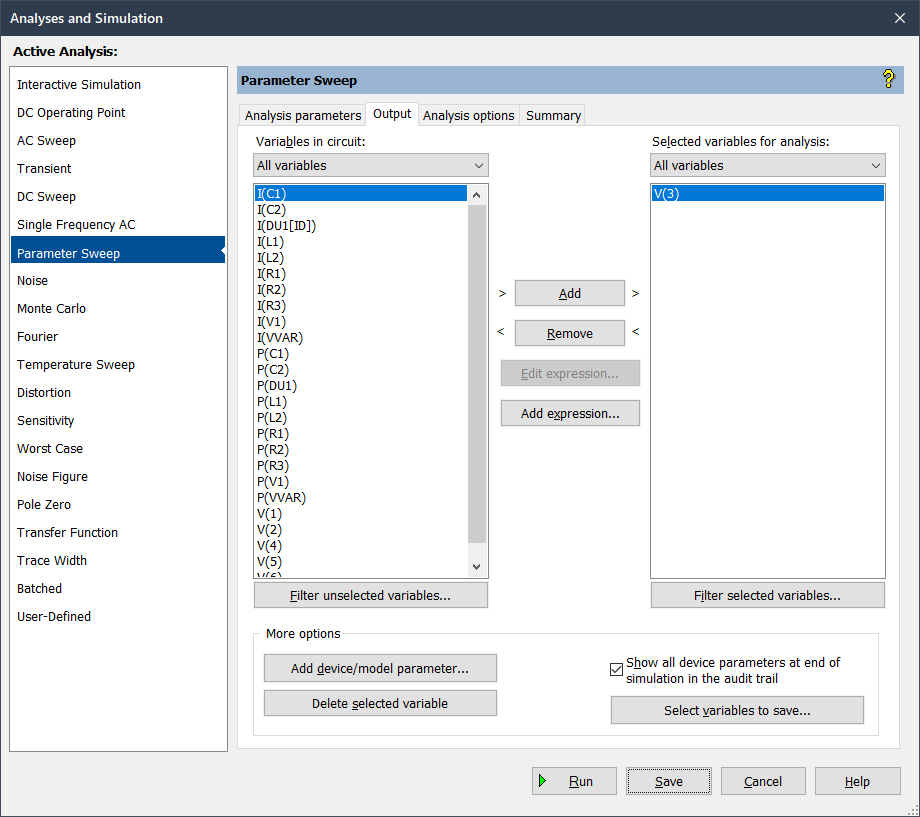 Analyses and Simulation
Active Analysis:
Interactive Simulation
DC Operating Point
AC Sweep
Transient
DC Sweep
Single Frequency AC
Parameter Sweep
Noise
Monte Carlo
Fourier
Temperature Sweep
Distortion
Sensitivity
Worst Case
Noise Figure
Pole Zero
Transfer Function
Trace Width
Batched
User-Defined
Parameter Sweep
?
Analysis parameters Output Analysis options Summary
Variables in circuit:
All variables
I(C1)
I(C2)
I(DU1[ID])
I(L1)
I(L2)
I(R1)
I(R2)
I(R3)
I(V1)
I(VVAR)
P(C1)
P(C2)
P(DU1)
P(L1)
P(L2)
P(R1)
P(R2)
P(R3)
P(V1)
P(VVAR)
V(1)
V(2)
V(4)
V(5)
V(6)
Filter unselected variables...
> Add >
< Remove <
Edit expression...
Add expression...
Selected variables for analysis:
All variables
V(3)
Filter selected variables...
More options
Add device/model parameter...
Delete selected variable
Show all device parameters at end of
simulation in the audit trail
Select variables to save...
Run Save Cancel Help